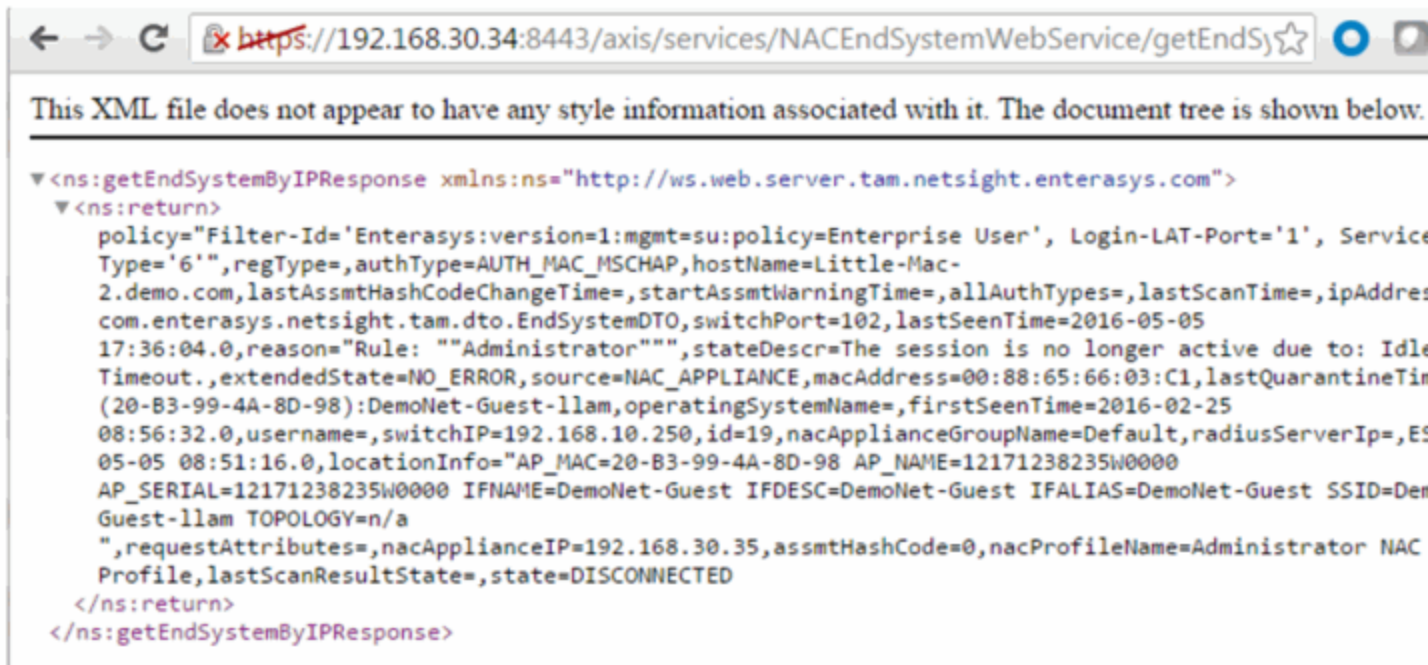 https://192.168.30.34:8443/axis/services/NACEndSystemWebService/getEndSy
This XML file does not appear to have any style information associated with it. The document tree is shown below.
▼<ns:getEndSystemByIPResponse xmlns:ns="http://ws.web.server.tam.netsight.enterasys.com">
▼<ns:return>
policy="Filter-Id='Enterasys:version=1:mgmt=su:policy=Enterprise User', Login-LAT-Port='1', Service
Type='6'",regType=,authType=AUTH_MAC_MSCHAP,hostName=Little-Mac-
2.demo.com,lastAssmtHashCodeChangeTime=,startAssmtWarningTime=,allAuthTypes=,lastScanTime=,ipAddres
com.enterasys.netsight.tam.dto.EndSystemDTO,switchPort=102,lastSeenTime=2016-05-05
17:36:04.0,reason="Rule: ""Administrator""",stateDescr=The session is no longer active due to: Idle
Timeout.,extendedState=NO_ERROR,source=NAC_APPLIANCE,macAddress=00:88:65:66:03:C1,lastQuarantineTim
(20-B3-99-4A-8D-98):DemoNet-Guest-llam,operatingSystemName=,firstSeenTime=2016-02-25
08:56:32.0,username=,switchIP=192.168.10.250,id=19,nacApplianceGroupName=Default,radiusServerIp=,ES
05-05 08:51:16.0,locationInfo="AP_MAC=20-B3-99-4A-8D-98 AP_NAME=12171238235W0000
AP_SERIAL=12171238235W0000 IFNAME=DemoNet-Guest IFDESC=DemoNet-Guest IFALIAS=DemoNet-Guest SSID=Dem
Guest-llam TOPOLOGY=n/a
",requestAttributes=,nacApplianceIP=192.168.30.35,assmtHashCode=0,nacProfileName=Administrator NAC
Profile,lastScanResultState=,state=DISCONNECTED
</ns:return>
</ns:getEndSystemByIPResponse>